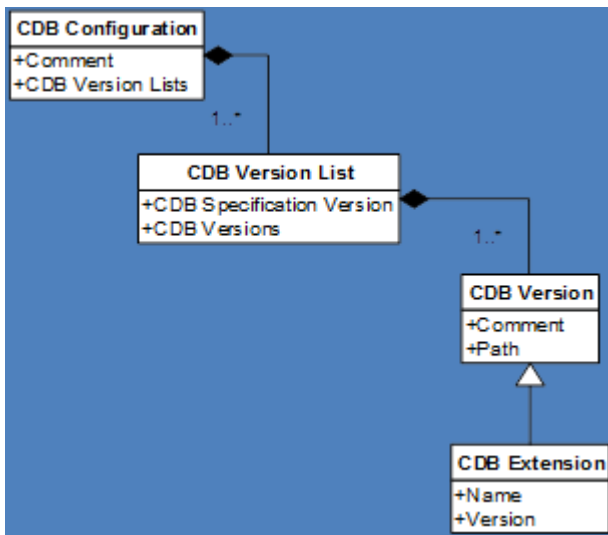 CDB Configuration
+Comment
+CDB Version Lists
1..*
CDB Version List
+CDB Specification Version
+CDB Versions
1..*
CDB Version
+Comment
+Path
CDB Extension
+Name
+Version